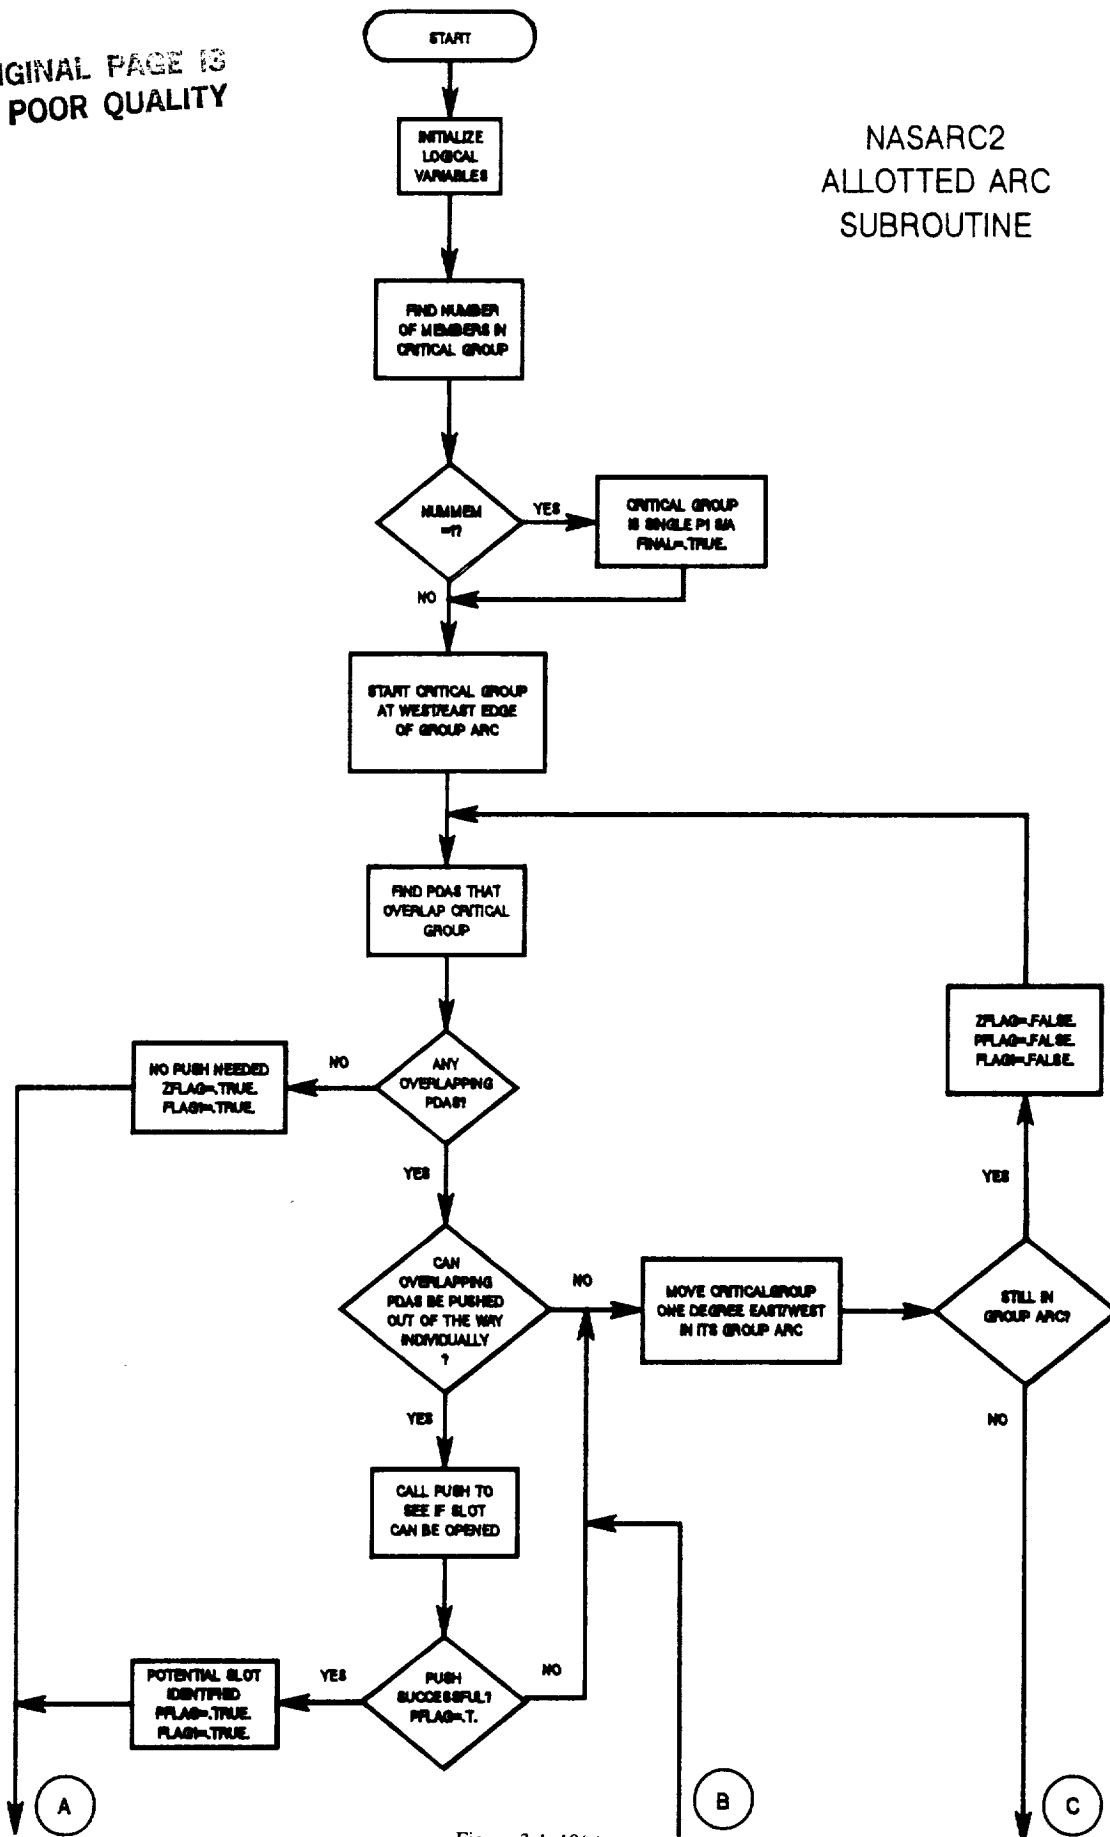 START
IGINAL PAGE IS
POOR QUALITY
NASARC2
ALLOTTED ARC
SUBROUTINE
INITIALIZE
LOGICAL
VARIABLES
FIND NUMBER
OF MEMBERS IN
CRITICAL GROUP
NUMMEM
=1?
YES
CRITICAL GROUP
IS SINGLE P1 S/A
FINAL=.TRUE.
NO
START CRITICAL GROUP
AT WEST/EAST EDGE
OF GROUP ARC
FIND PDAS THAT
OVERLAP CRITICAL
GROUP
ANY
OVERLAPPING
PDAS?
NO
NO PUSH NEEDED
ZFLAG=.TRUE.
FLAG1=.TRUE.
YES
ZFLAG=.FALSE.
PFLAG=.FALSE.
FLAG1=.FALSE.
YES
CAN
OVERLAPPING
PDAS BE PUSHED
OUT OF THE WAY
INDIVIDUALLY
?
NO
MOVE CRITICALGROUP
ONE DEGREE EAST/WEST
IN ITS GROUP ARC
STILL IN
GROUP ARC?
NO
YES
CALL PUSH TO
SEE IF SLOT
CAN BE OPENED
PUSH
SUCCESSFUL?
PFLAG=.T.
NO
YES
POTENTIAL SLOT
IDENTIFIED
PFLAG=.TRUE.
FLAG1=.TRUE.
A
B
C